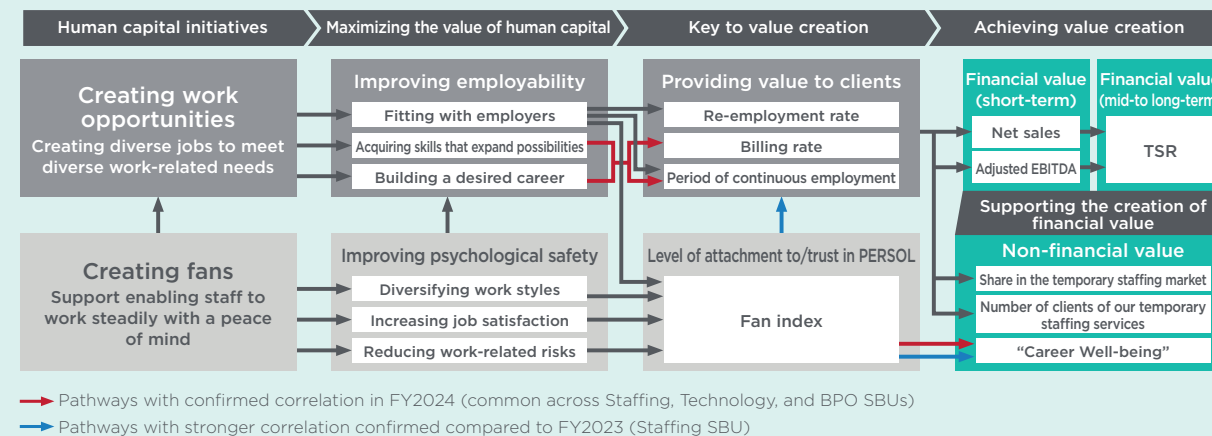 Human capital initiatives
Maximizing the value of human capital
Key to value creation
Achieving value creation
Creating work
opportunities
Creating diverse jobs to meet
diverse work-related needs
Improving employability
Fitting with employers
Acquiring skills that expand possibilities
Building a desired career
Providing value to clients
Re-employment rate
Billing rate
Period of continuous employment
Financial value
(short-term)
Net sales
Adjusted EBITDA
Financial valu
(mid-to long-term
TSR
Supporting the creation of
financial value
Creating fans
Support enabling staff to
work steadily with a peace
of mind
Improving psychological safety
Diversifying work styles
Increasing job satisfaction
Reducing work-related risks
Level of attachment to/trust in PERSOL
Fan index
Non-financial value
Share in the temporary staffing market
Number of clients of our temporary
staffing services
“Career Well-being”
Pathways with confirmed correlation in FY2024 (common across Staffing, Technology, and BPO SBUs)
Pathways with stronger correlation confirmed compared to FY2023 (Staffing SBU)